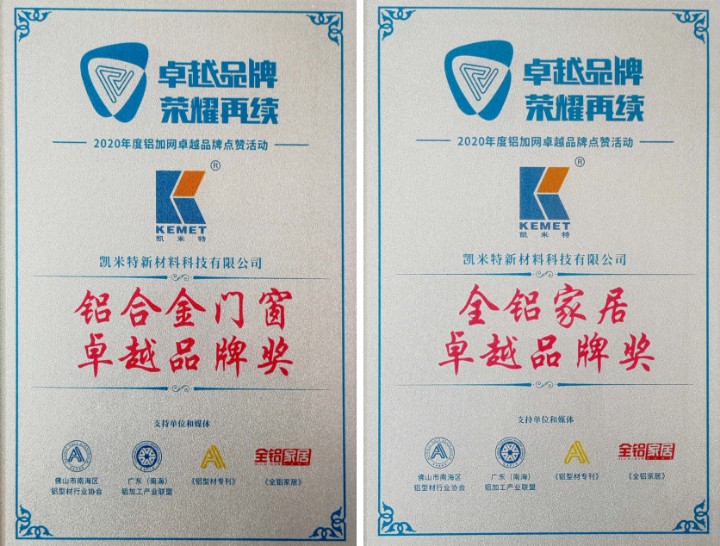 卓越品牌
荣耀再续
2020年度铝加网卓越品牌点赞活动
®
KEMET
凯米特
凯米特新材料科技有限公司
铝合金门窗
卓越品牌奖
支持单位和媒体
佛山市南海区
铝型材行业协会
广东（南海）
铝加工产业联盟
《铝型材专刊》
全铝家居
《全铝家居》
卓越品牌
荣耀再续
2020年度铝加网卓越品牌点赞活动
®
KEMET
凯米特
凯米特新材料科技有限公司
全铝家居
卓越品牌奖
支持单位和媒体
佛山市南海区
铝型材行业协会
广东（南海）
铝加工产业联盟
《铝型材专刊》
全铝家居
《全铝家居》